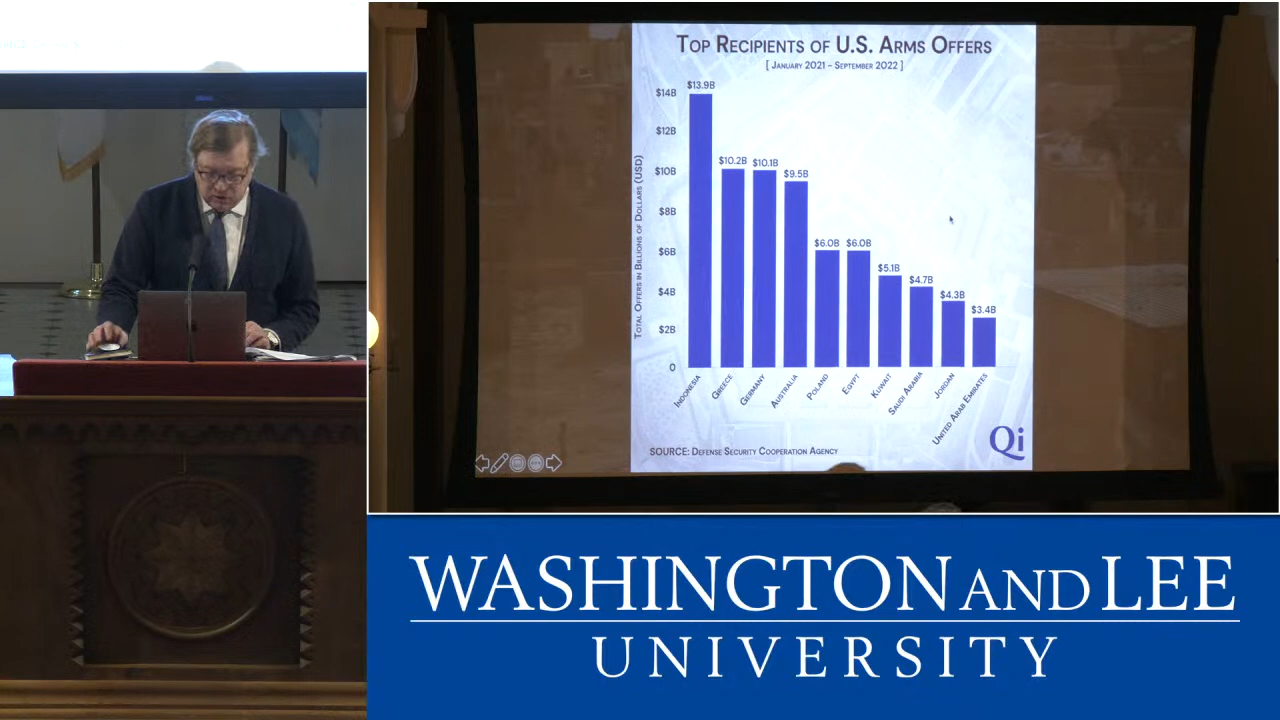 TOP RECIPIENTS OF U.S. ARMS OFFERS
[ JANUARY 2021 - SEPTEMBER 2022 ]
TOTAL OFFERS IN BILLIONS OF DOLLARS (USD)
$14B
$12B
$10B
$8B
$6B
$4B
$2B
0
$13.9B
$10.2B
$10.1B
$9.5B
$6.0B
$6.0B
$5.1B
$4.7B
$4.3B
$3.4B
INDONESIA
GREECE
GERMANY
AUSTRALIA
POLAND
EGYPT
KUWAIT
SAUDI ARABIA
JORDAN
UNITED ARAB EMIRATES
SOURCE: DEFENSE SECURITY COOPERATION AGENCY
Qi
WASHINGTON AND LEE
UNIVERSITY